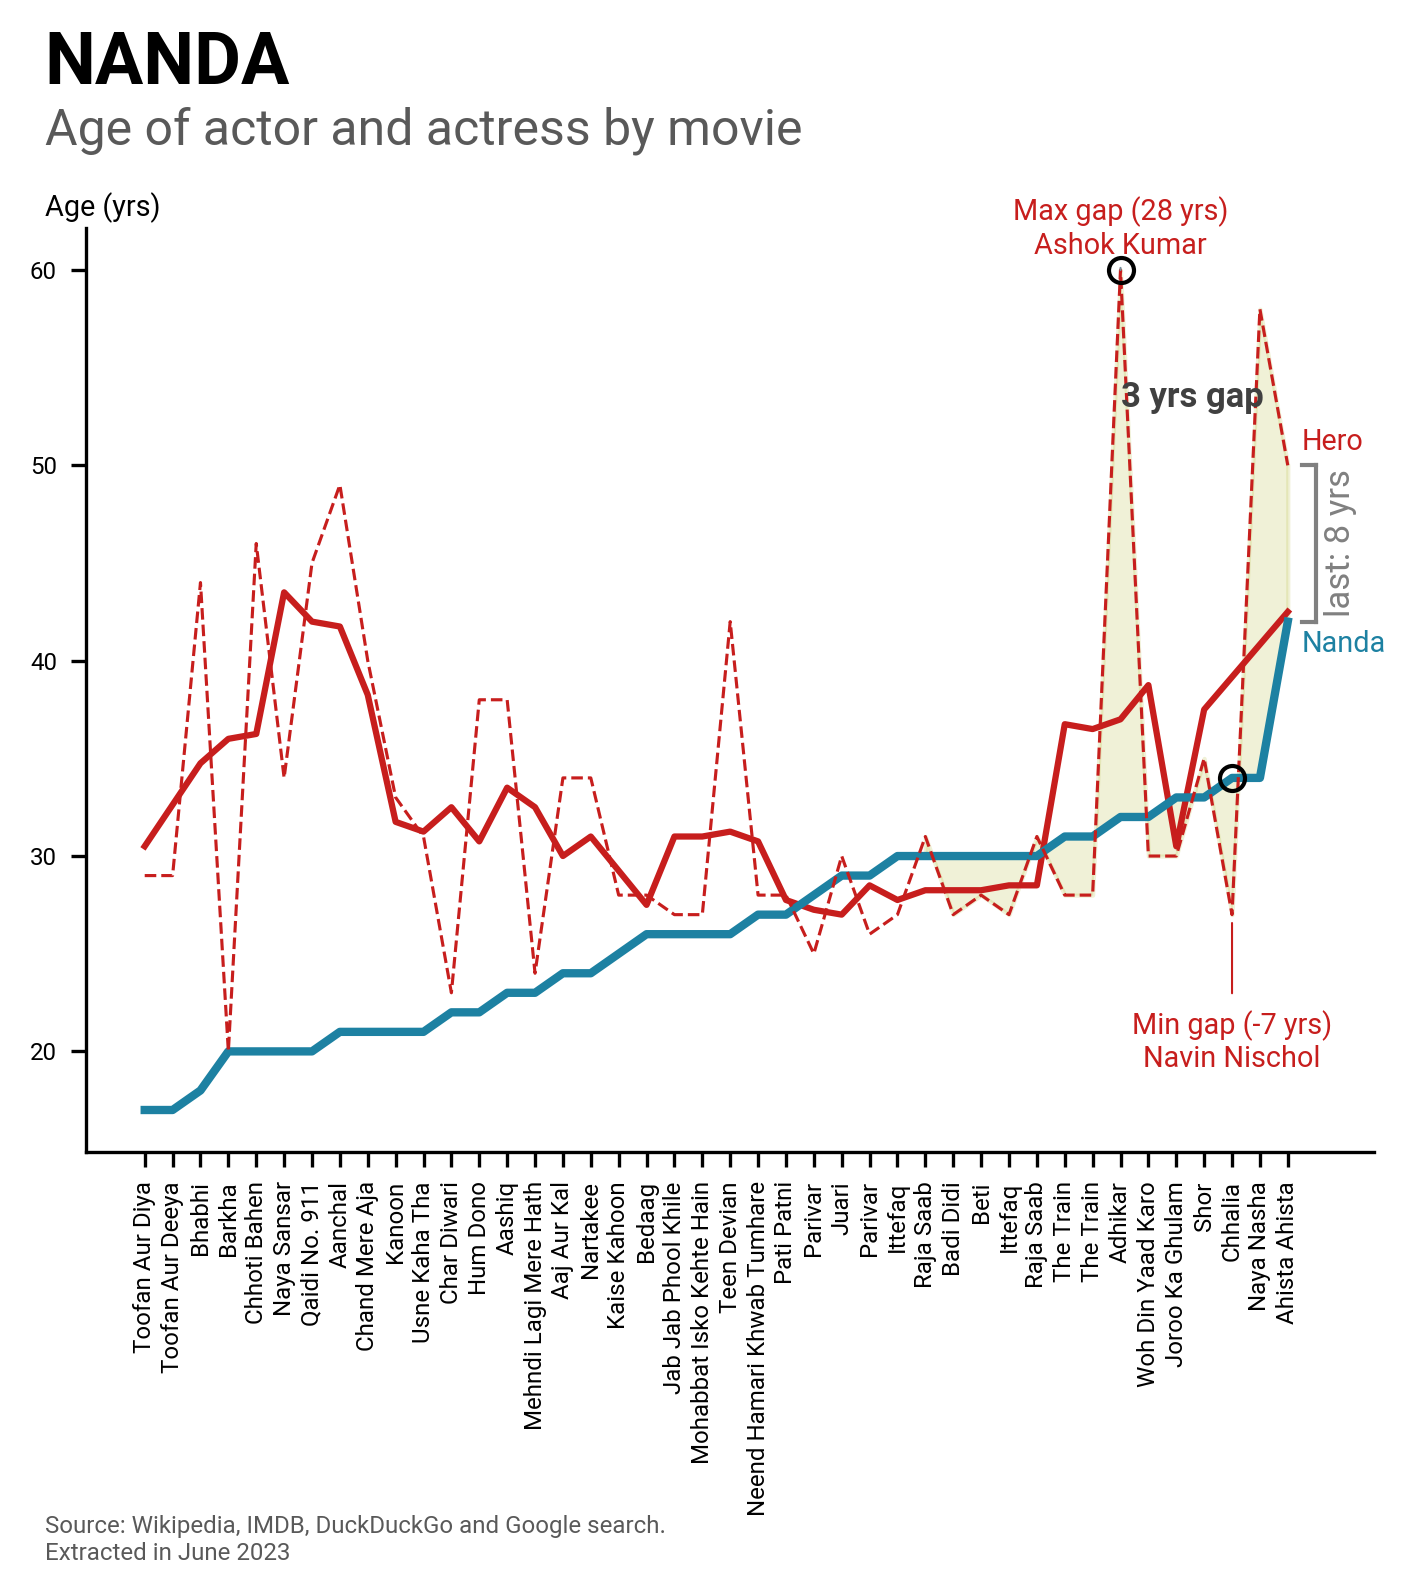 NANDA
Age of actor and actress by movie
Age (yrs)
Max gap (28 yrs)
Ashok Kumar
60
3 yrs gap
Hero
50
last: 8 yrs
Nanda
40
30
20
Min gap (-7 yrs)
Navin Nischol
Toofan Aur Diya
Toofan Aur Deeya
Bhabhi
Barkha
Chhoti Bahen
Naya Sansar
Qaidi No. 911
Aanchal
Chand Mere Aja
Kanoon
Usne Kaha Tha
Char Diwari
Hum Dono
Aashiq
Mehndi Lagi Mere Hath
Aaj Aur Kal
Nartakee
Kaise Kahoon
Bedaag
Jab Jab Phool Khile
Mohabbat Isko Kehte Hain
Teen Devian
Neend Hamari Khwab Tumhare
Pati Patni
Parivar
Juari
Parivar
Ittefaq
Raja Saab
Badi Didi
Beti
Ittefaq
Raja Saab
The Train
The Train
Adhikar
Woh Din Yaad Karo
Joroo Ka Ghulam
Shor
Chhalia
Naya Nasha
Ahista Ahista
Source: Wikipedia, IMDB, DuckDuckGo and Google search.
Extracted in June 2023